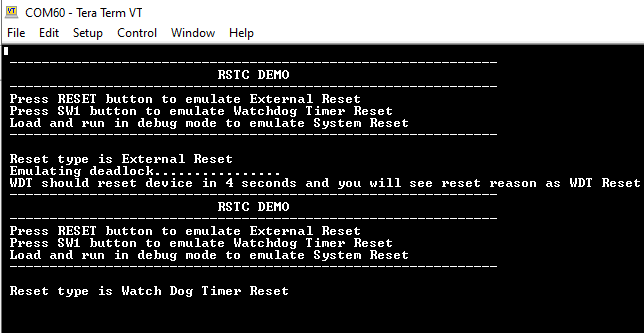 COM60 - Tera Term VT
File Edit Setup Control Window Help
------------------------------------------------------------
RSTC DEMO
------------------------------------------------------------
Press RESET button to emulate External Reset
Press SW1 button to emulate Watchdog Timer Reset
Load and run in debug mode to emulate System Reset
------------------------------------------------------------
Reset type is External Reset
Emulating deadlock................
WDT should reset device in 4 seconds and you will see reset reason as WDT Reset
------------------------------------------------------------
RSTC DEMO
------------------------------------------------------------
Press RESET button to emulate External Reset
Press SW1 button to emulate Watchdog Timer Reset
Load and run in debug mode to emulate System Reset
------------------------------------------------------------
Reset type is Watch Dog Timer Reset